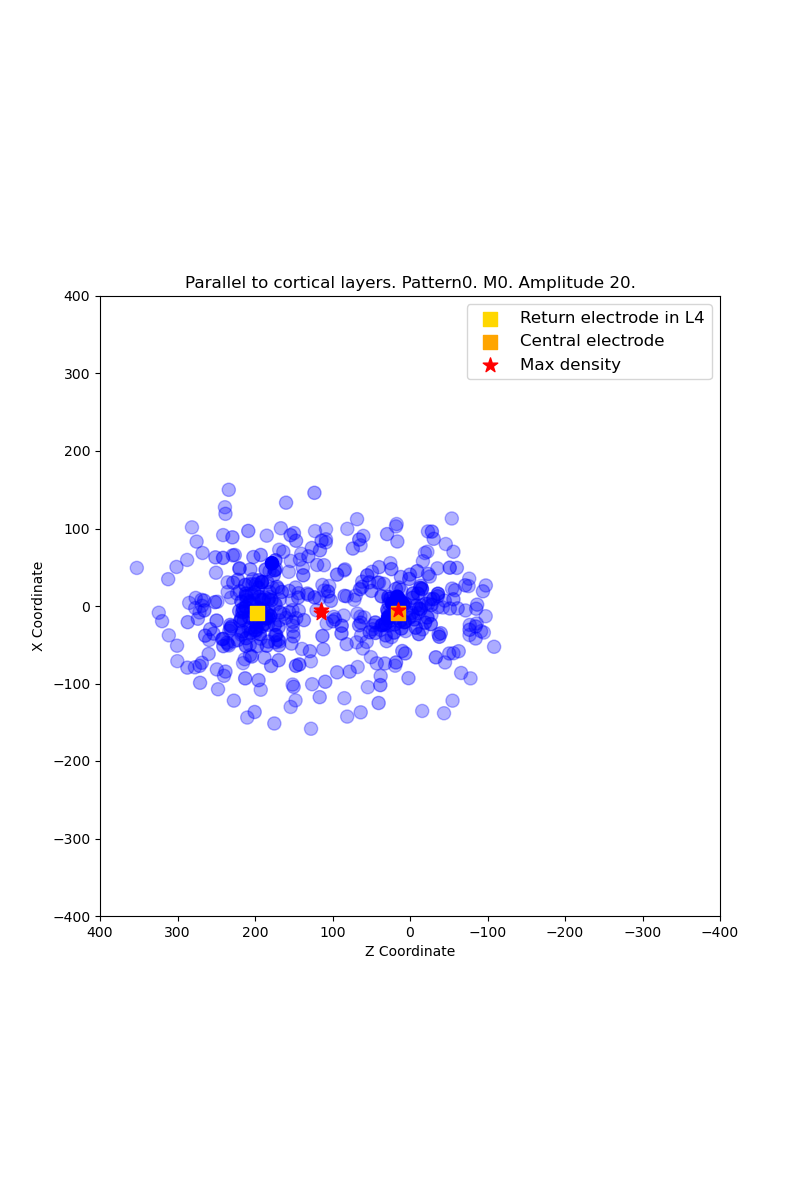 Parallel to cortical layers. Pattern0. M0. Amplitude 20.
Return electrode in L4
Central electrode
Max density
400
300
200
100
0
−100
−200
−300
−400
X Coordinate
400 300 200 100 0 −100 −200 −300 −400
Z Coordinate